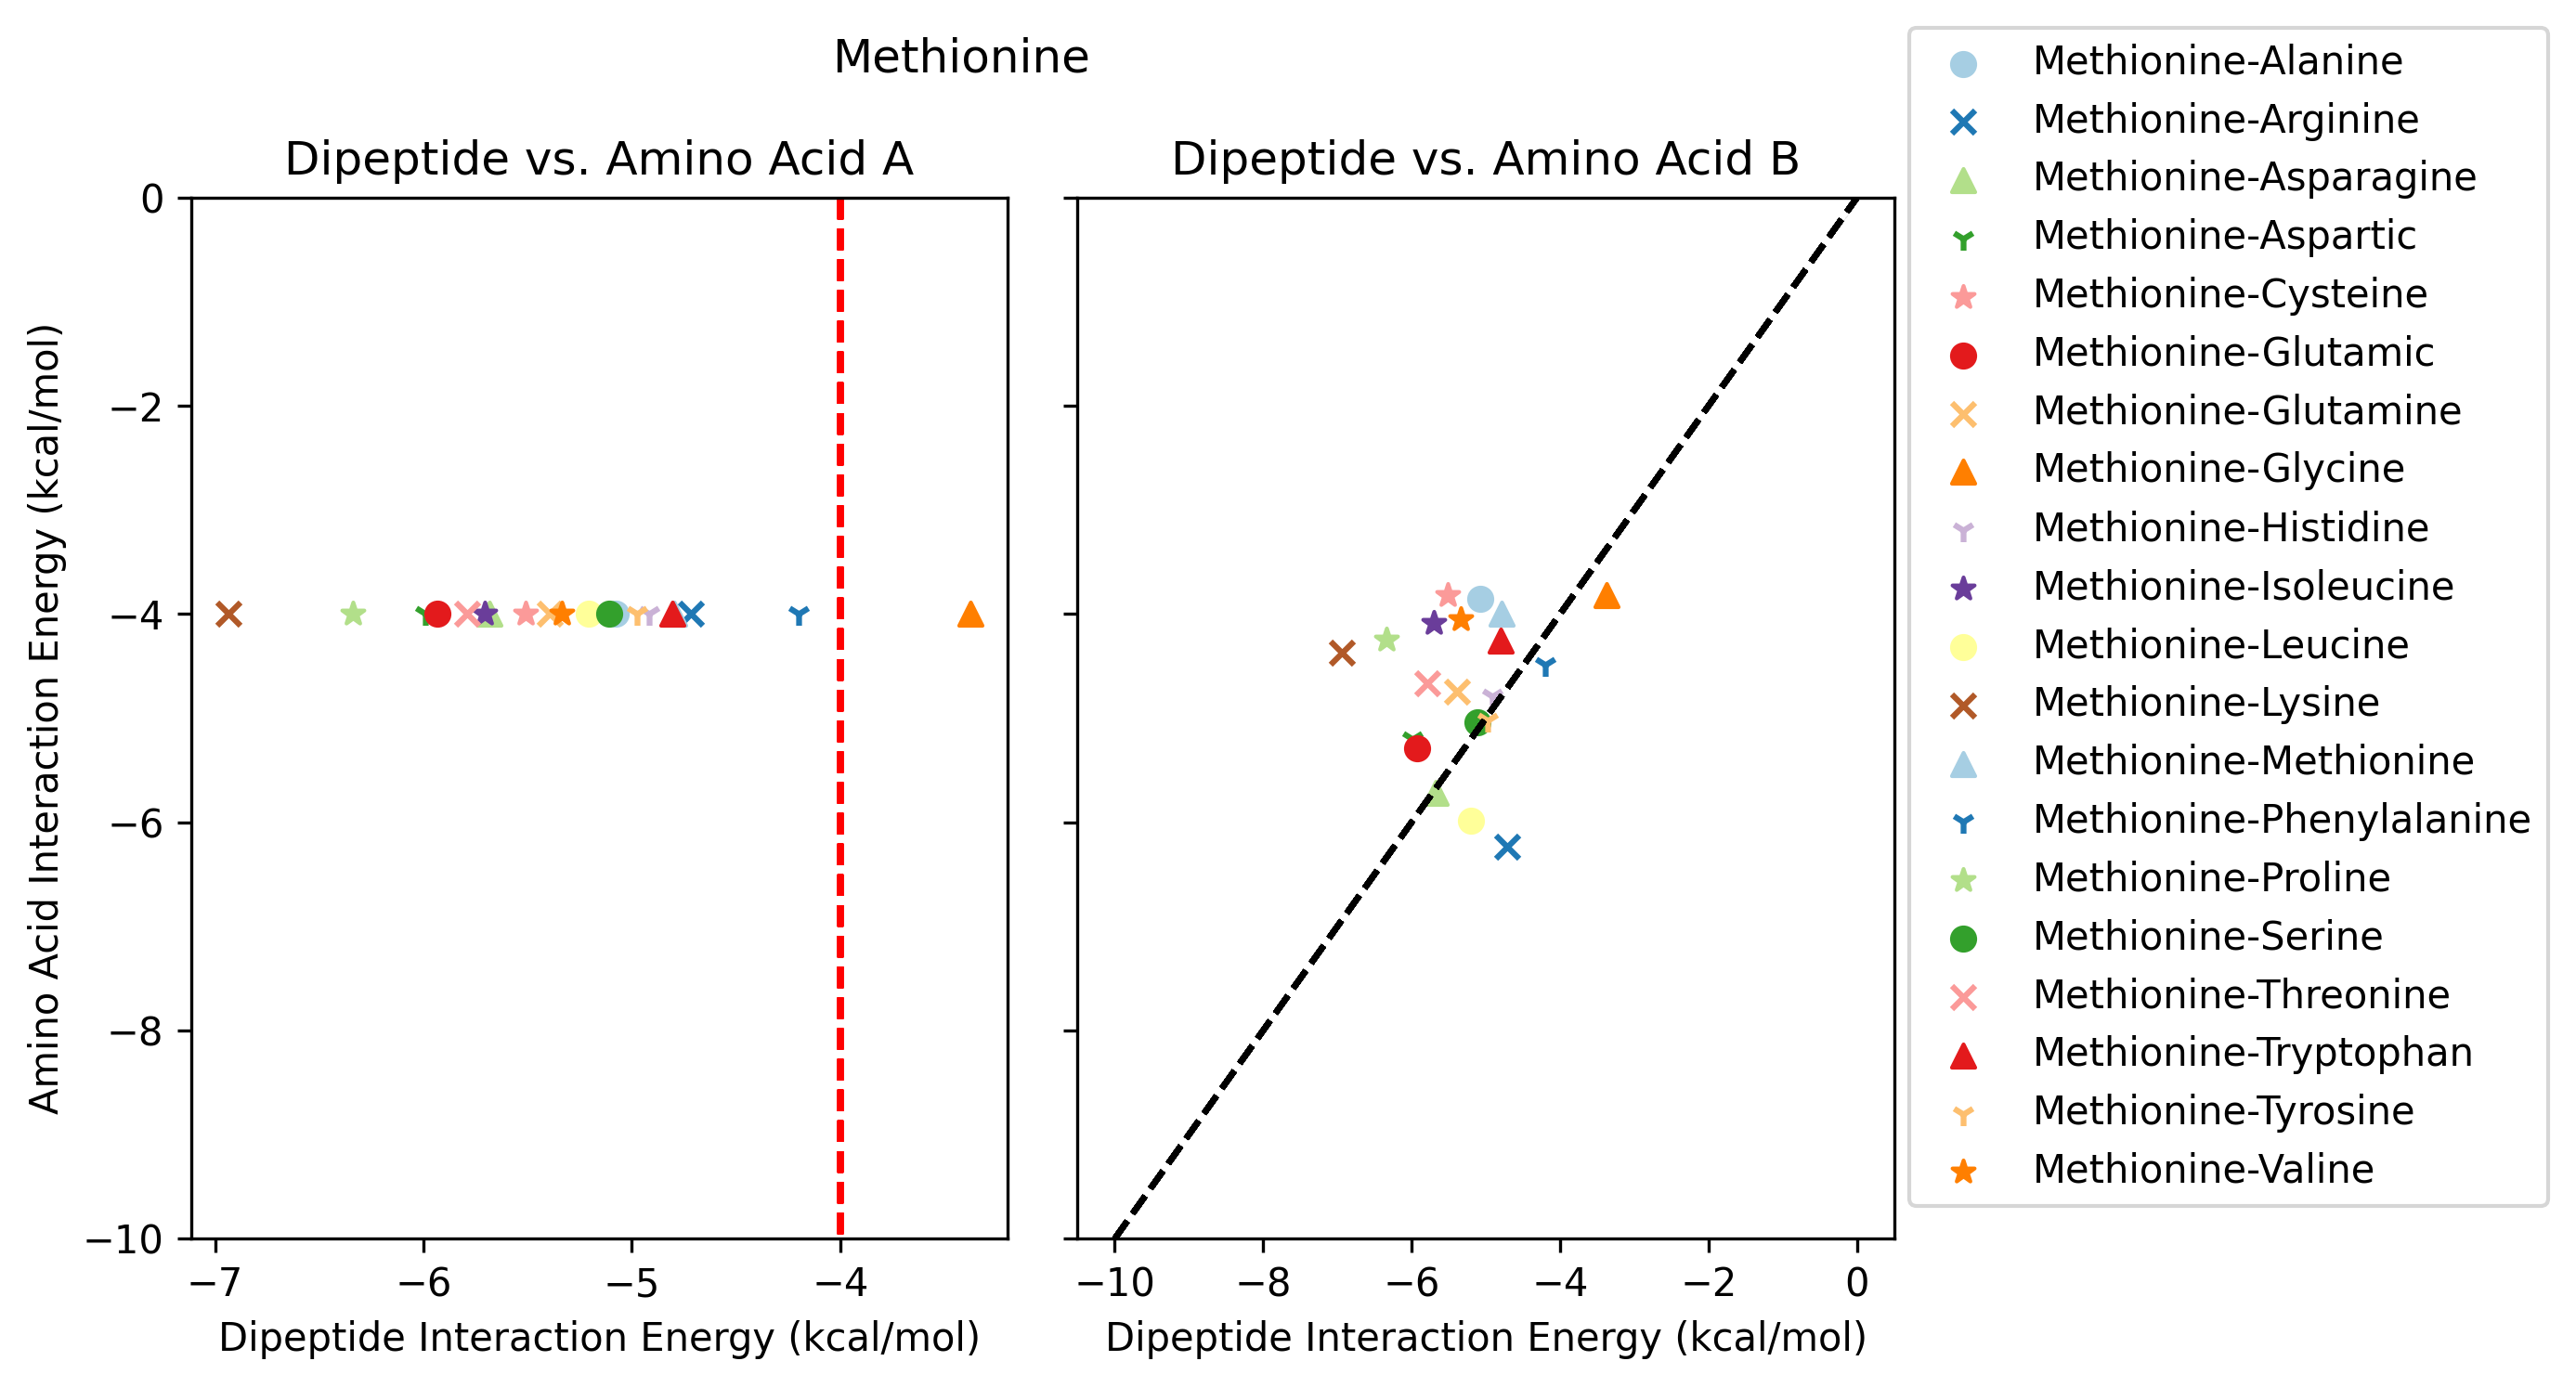 Methionine
Dipeptide vs. Amino Acid A
Dipeptide vs. Amino Acid B
Amino Acid Interaction Energy (kcal/mol)
0
−2
−4
−6
−8
−10
−7 −6 −5 −4
−10 −8 −6 −4 −2 0
Dipeptide Interaction Energy (kcal/mol)
Dipeptide Interaction Energy (kcal/mol)
Methionine-Alanine
Methionine-Arginine
Methionine-Asparagine
Methionine-Aspartic
Methionine-Cysteine
Methionine-Glutamic
Methionine-Glutamine
Methionine-Glycine
Methionine-Histidine
Methionine-Isoleucine
Methionine-Leucine
Methionine-Lysine
Methionine-Methionine
Methionine-Phenylalanine
Methionine-Proline
Methionine-Serine
Methionine-Threonine
Methionine-Tryptophan
Methionine-Tyrosine
Methionine-Valine